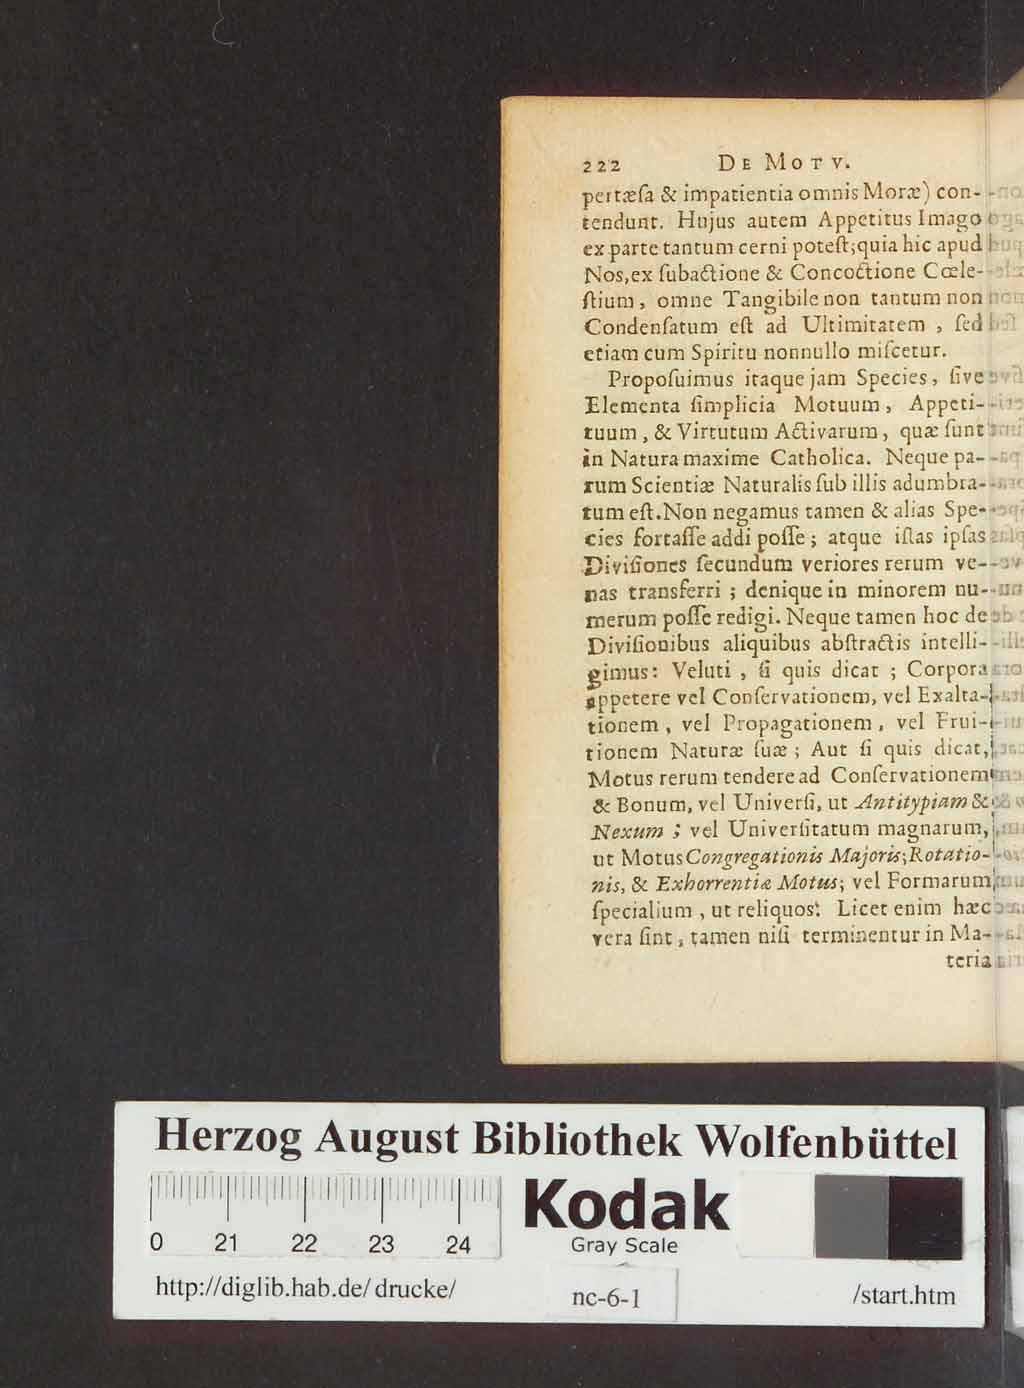 222 DE MOTV.
pertæſa & impatientia omnis Moræ) con-
tendunt. Hujus autem Appetitus Imago
ex parte tantum cerni poteſt; quia hic apud
Nos, ex ſubactione & Concoctione Cœle-
ſtium, omne Tangibile non tantum non
Condenſatum eſt ad Ultimitatem, ſed
etiam cum Spiritu nonnullo miſcetur.
Propoſuimus itaque jam Species, ſive
Elementa ſimplicia Motuum, Appeti-
tuum, & Virtutum Activarum, quæ ſunt
in Natura maxime Catholica. Neque pa-
rum Scientiæ Naturalis ſub illis adumbra-
tum eſt. Non negamus tamen & alias Spe-
cies fortaſſe addi poſſe; atque iſtas ipſas
Diviſiones ſecundum veriores rerum ve-
nas transferri; denique in minorem nu-
merum poſſe redigi. Neque tamen hoc de
Diviſionibus aliquibus abſtractis intelli-
gimus: Veluti, ſi quis dicat; Corpora
appetere vel Conſervationem, vel Exalta-
tionem, vel Propagationem, vel Frui-
tionem Naturæ ſuæ; Aut ſi quis dicat,
Motus rerum tendere ad Conſervationem
& Bonum, vel Univerſi, ut Antitypiam &
Nexum; vel Univerſitatum magnarum,
ut Motus Congregationis Majoris; Rotatio-
nis, & Exhorrentiæ Motus; vel Formarum
ſpecialium, ut reliquos: Licet enim hæc
vera ſint, tamen niſi terminentur in Ma-
teria
Herzog August Bibliothek Wolfenbüttel
Kodak
Gray Scale
0 21 22 23 24
http://diglib.hab.de/drucke/ nc-6-1 /start.htm